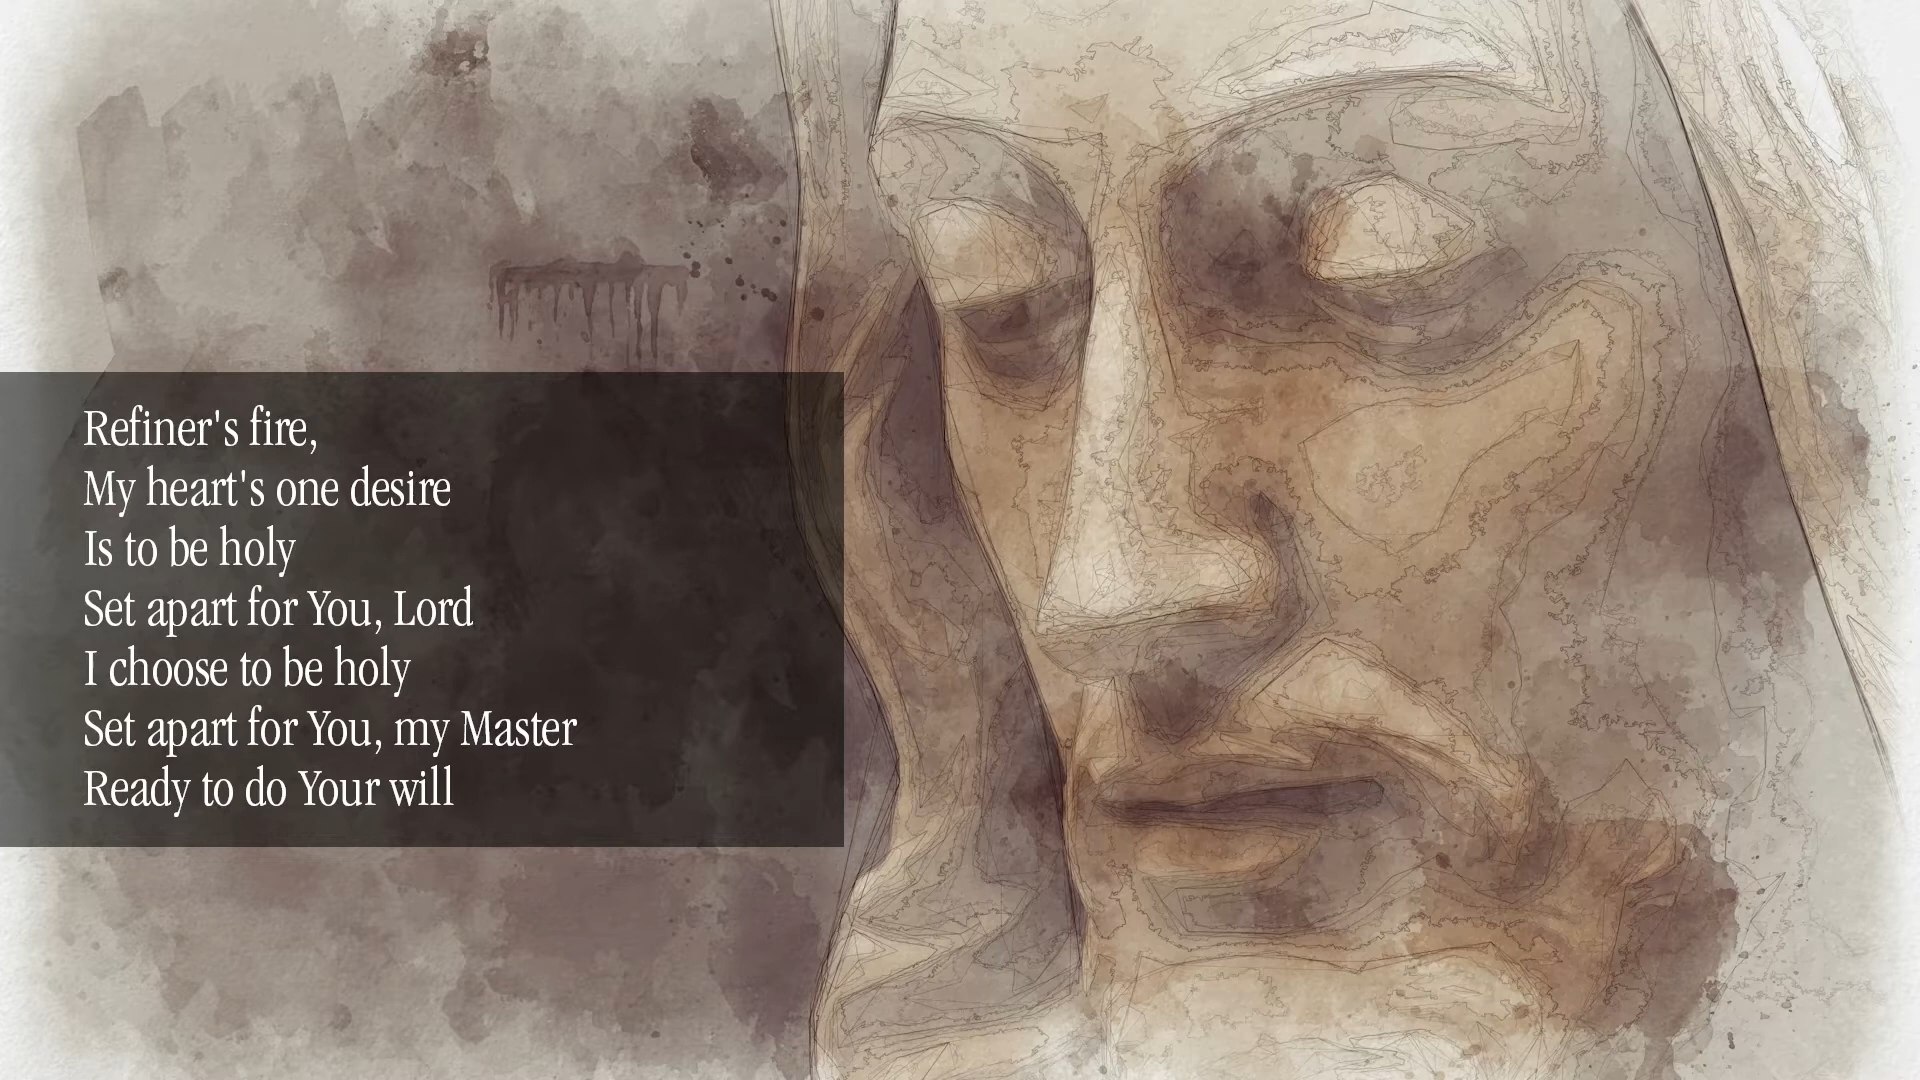 Refiner's fire,
My heart's one desire
Is to be holy
Set apart for You, Lord
I choose to be holy
Set apart for You, my Master
Ready to do Your will